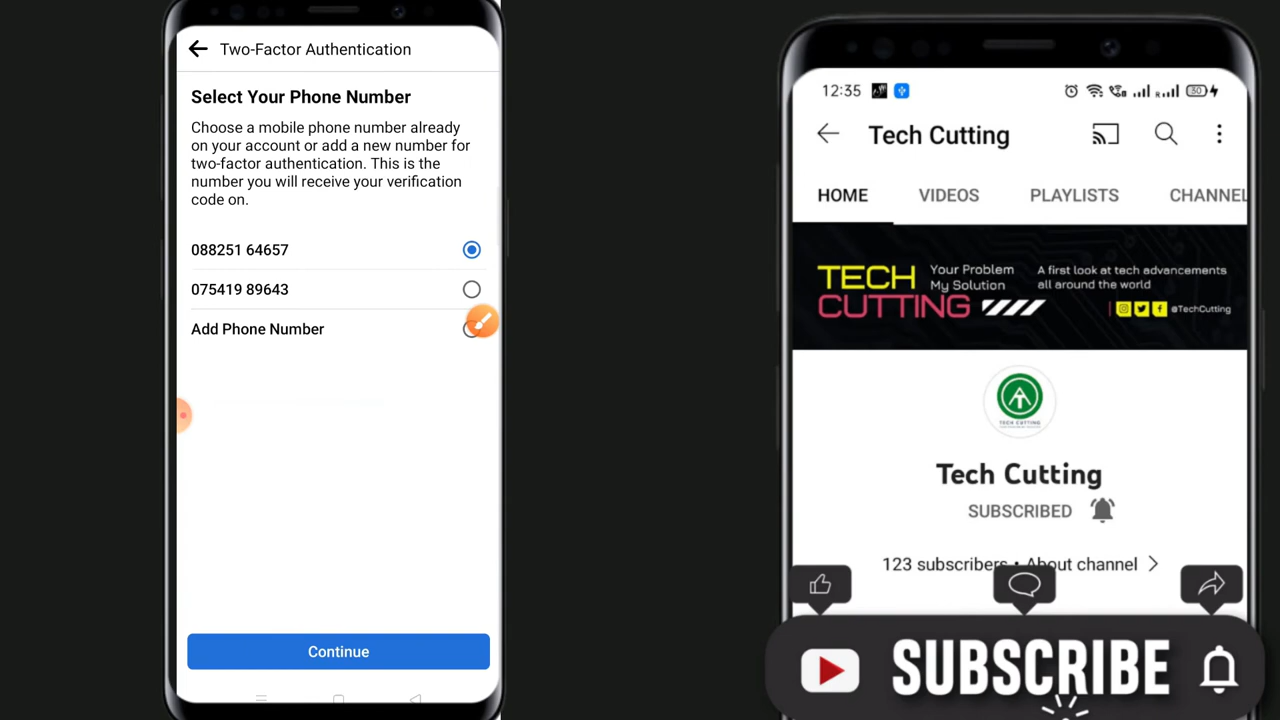 Two-Factor Authentication
Select Your Phone Number
Choose a mobile phone number already
on your account or add a new number for
two-factor authentication. This is the
number you will receive your verification
code on.
088251 64657
075419 89643
Add Phone Number
Continue
12:35
30
Tech Cutting
HOME VIDEOS PLAYLISTS CHANNEL
TECH
CUTTING
Your Problem
My Solution
A first look at tech advancements
all around the world
@TechCutting
TECH CUTTING
Tech Cutting
SUBSCRIBED
123 subscribers • About channel
SUBSCRIBE